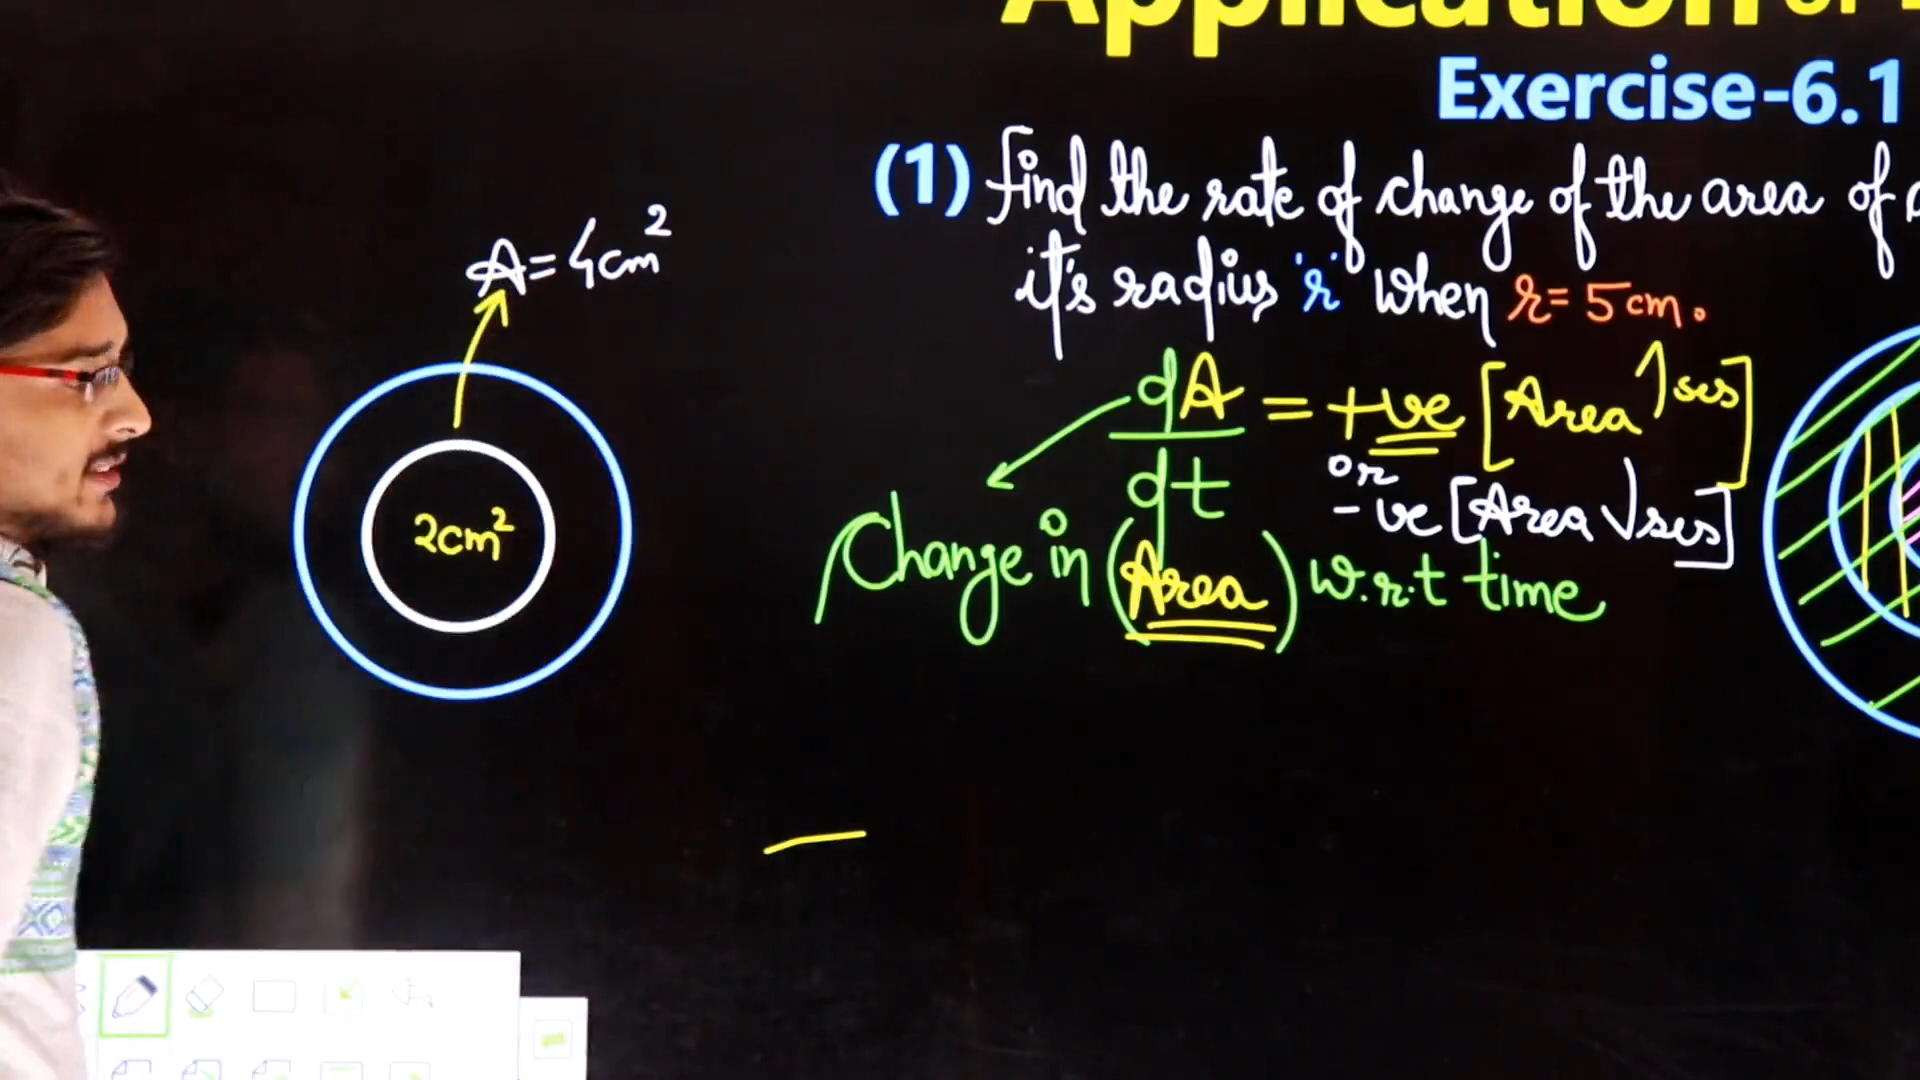 Application of
Exercise-6.1
(1) Find the rate of change of the area of
it's radius 'r' when r = 5cm.
A = 4cm²
2cm²
dA/dt = +ve [Area ↑ses]
or
-ve [Area ↓ses]
Change in (Area) w.r.t time